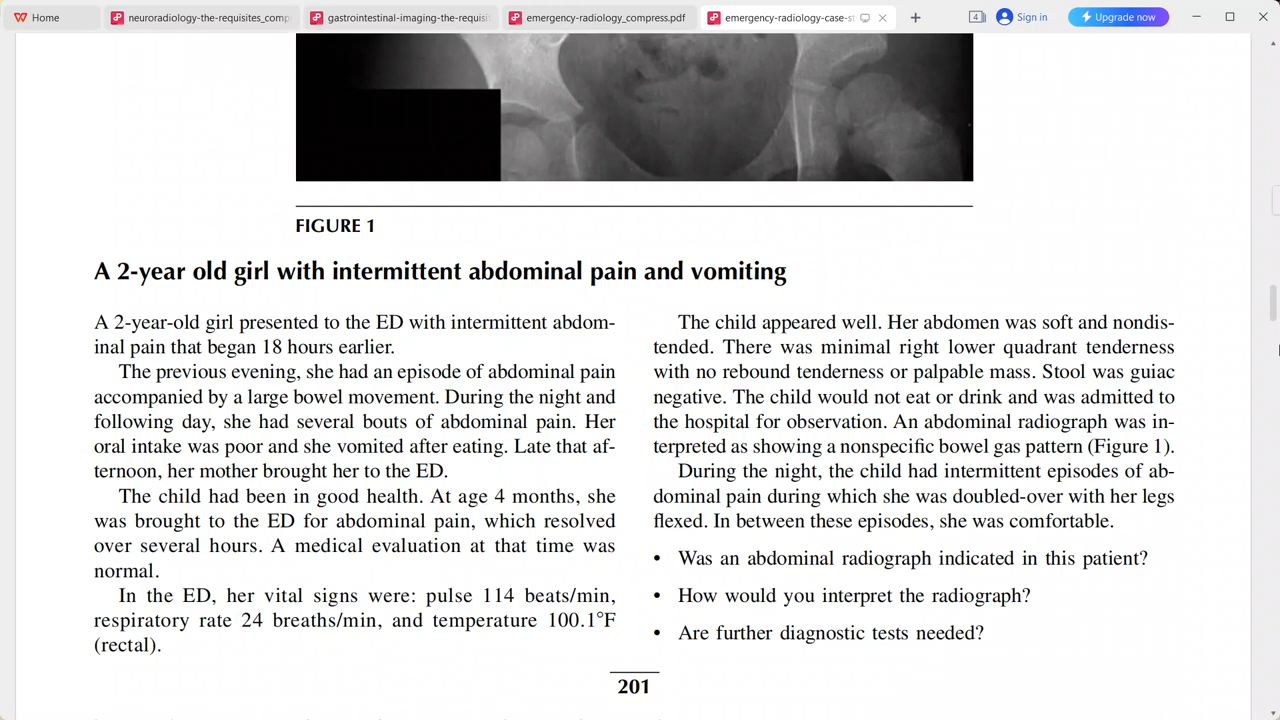 Home
neuroradiology-the-requisites_comp
gastrointestinal-imaging-the-requisit
emergency-radiology_compress.pdf
emergency-radiology-case-st
4
Sign in
Upgrade now
FIGURE 1
A 2-year old girl with intermittent abdominal pain and vomiting
A 2-year-old girl presented to the ED with intermittent abdom-
inal pain that began 18 hours earlier.
The previous evening, she had an episode of abdominal pain
accompanied by a large bowel movement. During the night and
following day, she had several bouts of abdominal pain. Her
oral intake was poor and she vomited after eating. Late that af-
ternoon, her mother brought her to the ED.
The child had been in good health. At age 4 months, she
was brought to the ED for abdominal pain, which resolved
over several hours. A medical evaluation at that time was
normal.
In the ED, her vital signs were: pulse 114 beats/min,
respiratory rate 24 breaths/min, and temperature 100.1°F
(rectal).
The child appeared well. Her abdomen was soft and nondis-
tended. There was minimal right lower quadrant tenderness
with no rebound tenderness or palpable mass. Stool was guiac
negative. The child would not eat or drink and was admitted to
the hospital for observation. An abdominal radiograph was in-
terpreted as showing a nonspecific bowel gas pattern (Figure 1).
During the night, the child had intermittent episodes of ab-
dominal pain during which she was doubled-over with her legs
flexed. In between these episodes, she was comfortable.
• Was an abdominal radiograph indicated in this patient?
• How would you interpret the radiograph?
• Are further diagnostic tests needed?
201